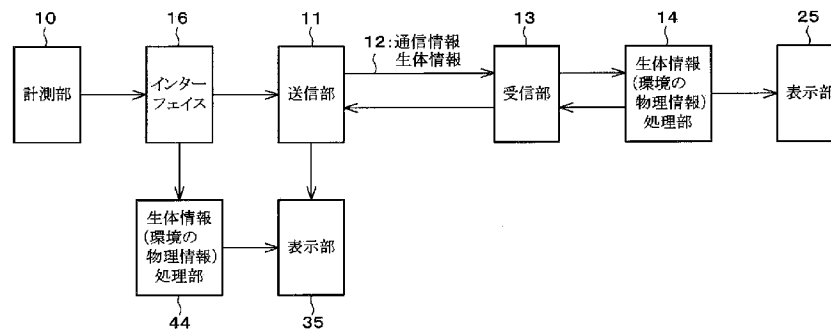 10
16
11
13
14
25
12:通信情報
生体情報
計測部
インター
フェイス
送信部
受信部
生体情報
(環境の
物理情報)
処理部
表示部
生体情報
(環境の
物理情報)
処理部
表示部
44
35